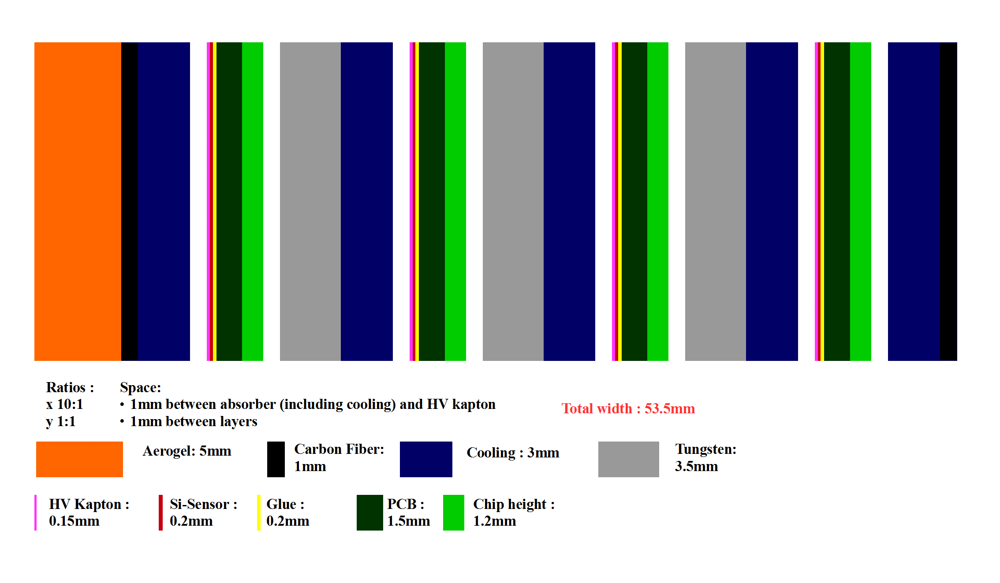 Ratios :
x 10:1
y 1:1
Space:
• 1mm between absorber (including cooling) and HV kapton
• 1mm between layers
Total width : 53.5mm
Aerogel: 5mm
Carbon Fiber:
1mm
Cooling : 3mm
Tungsten:
3.5mm
HV Kapton :
0.15mm
Si-Sensor :
0.2mm
Glue :
0.2mm
PCB :
1.5mm
Chip height :
1.2mm